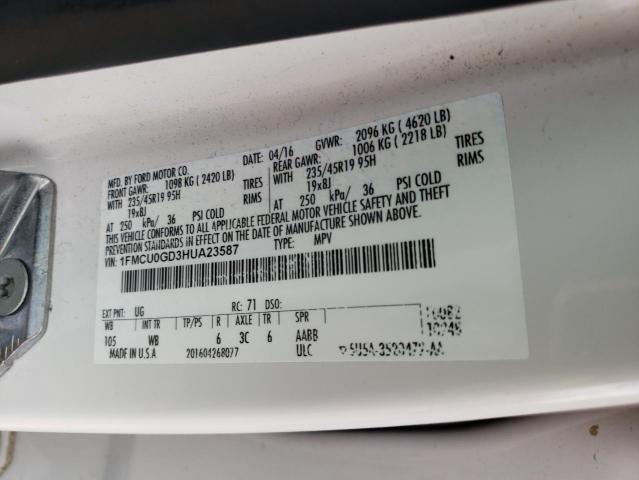 MFD. BY FORD MOTOR CO.
04/16 GVWR: 2096 KG ( 4620 LB)
FRONT GAWR: 1098 KG ( 2420 LB) REAR GAWR: 1006 KG ( 2218 LB)
WITH 235/45R19 95H TIRES WITH 235/45R19 95H TIRES
19x8J RIMS 19x8J RIMS
AT 250 kPa/ 36 PSI COLD AT 250 kPa/ 36 PSI COLD
THIS VEHICLE CONFORMS TO ALL APPLICABLE FEDERAL MOTOR VEHICLE SAFETY AND THEFT
PREVENTION STANDARDS IN EFFECT ON THE DATE OF MANUFACTURE SHOWN ABOVE.
VIN: 1FMCU0GD3HUA23587 TYPE: MPV
EXT PNT: UG RC: 71 DSO:
WB INT TR TP/PS R AXLE TR SPR
105 WB 6 3C 6 AABB
MADE IN U.S.A 201604268077 ULC